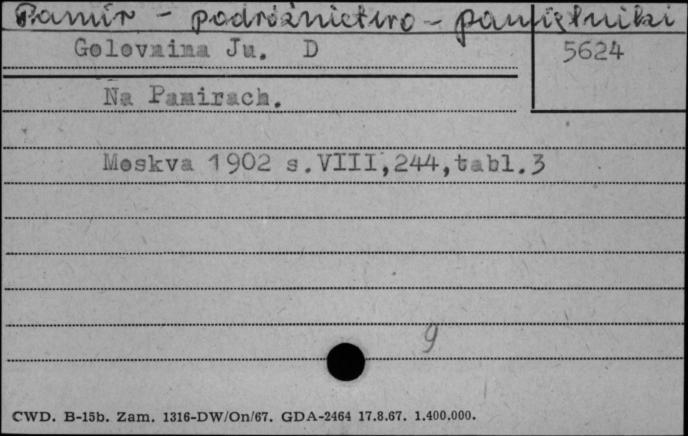 Pamir - podróżnictwo - pamiętniki
Golovnina Ju. D
5624
Na Pamirach.
Moskva 1902 s.VIII,244,tabl.3
9
CWD. B-15b. Zam. 1316-DW/On/67. GDA-2464 17.8.67. 1.400.000.